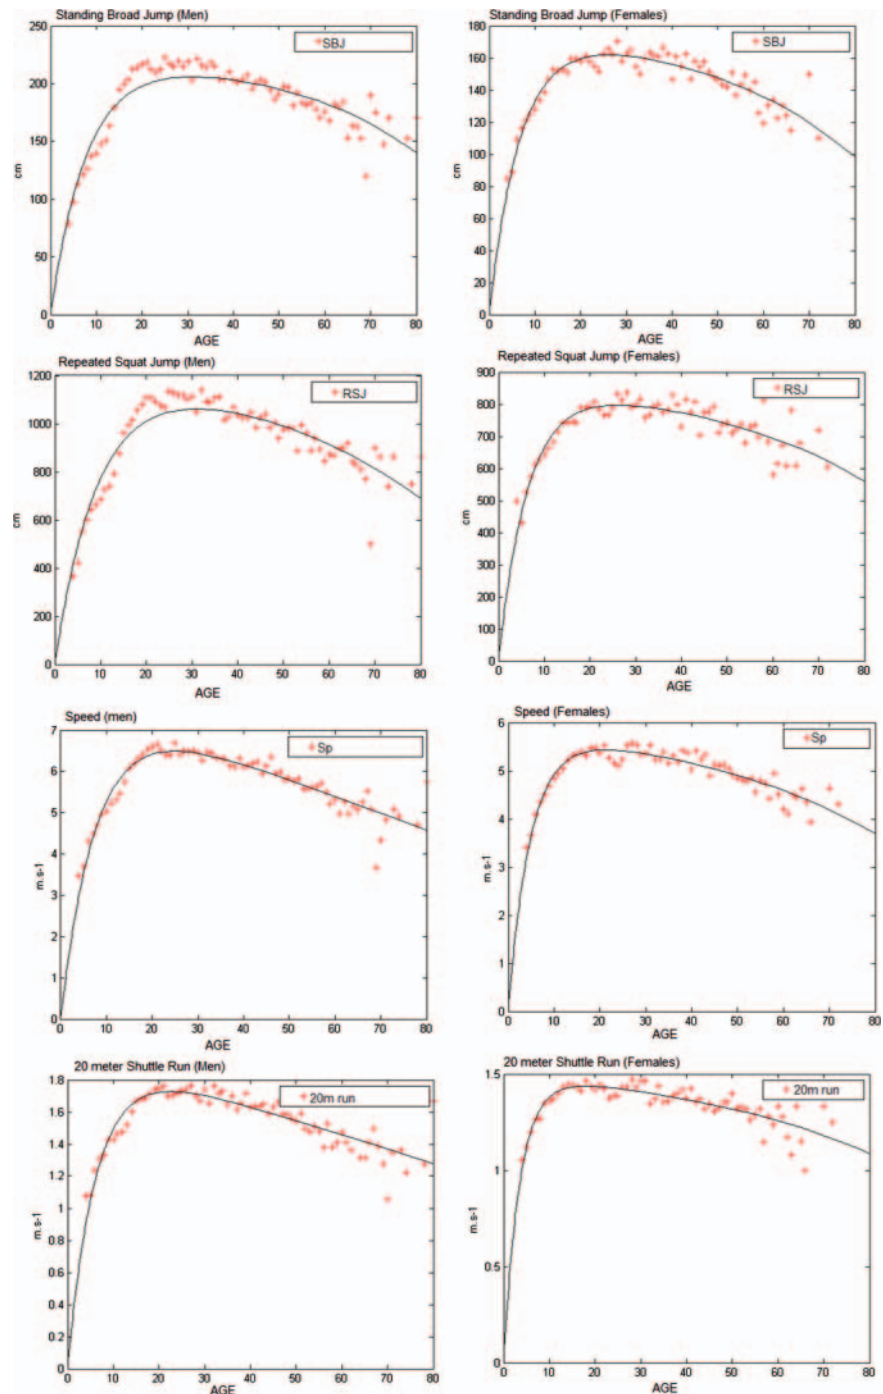 Standing Broad Jump (Men)
250
200
150
100
50
0
cm
SBJ
0 10 20 30 40 50 60 70 80
AGE
Standing Broad Jump (Females)
180
160
140
120
100
80
60
40
20
0
cm
SBJ
0 10 20 30 40 50 60 70 80
AGE
Repeated Squat Jump (Men)
1200
1000
800
600
400
200
0
cm
RSJ
0 10 20 30 40 50 60 70 80
AGE
Repeated Squat Jump (Females)
900
800
700
600
500
400
300
200
100
0
cm
RSJ
0 10 20 30 40 50 60 70 80
AGE
Speed (men)
7
6
5
4
3
2
1
0
m.s-1
Sp
0 10 20 30 40 50 60 70 80
AGE
Speed (Females)
6
5
4
3
2
1
0
m.s-1
Sp
0 10 20 30 40 50 60 70 80
AGE
20 meter Shuttle Run (Men)
1.8
1.6
1.4
1.2
1
0.8
0.6
0.4
0.2
0
m.s-1
20m run
0 10 20 30 40 50 60 70 80
AGE
20 meter Shuttle Run (Females)
1.5
1
0.5
0
m.s-1
20m run
0 10 20 30 40 50 60 70 80
AGE